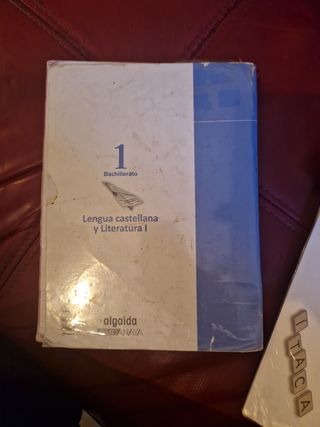 1
Bachillerato
Lengua castellana
y Literatura I
algaida
ANAYA
ITACA